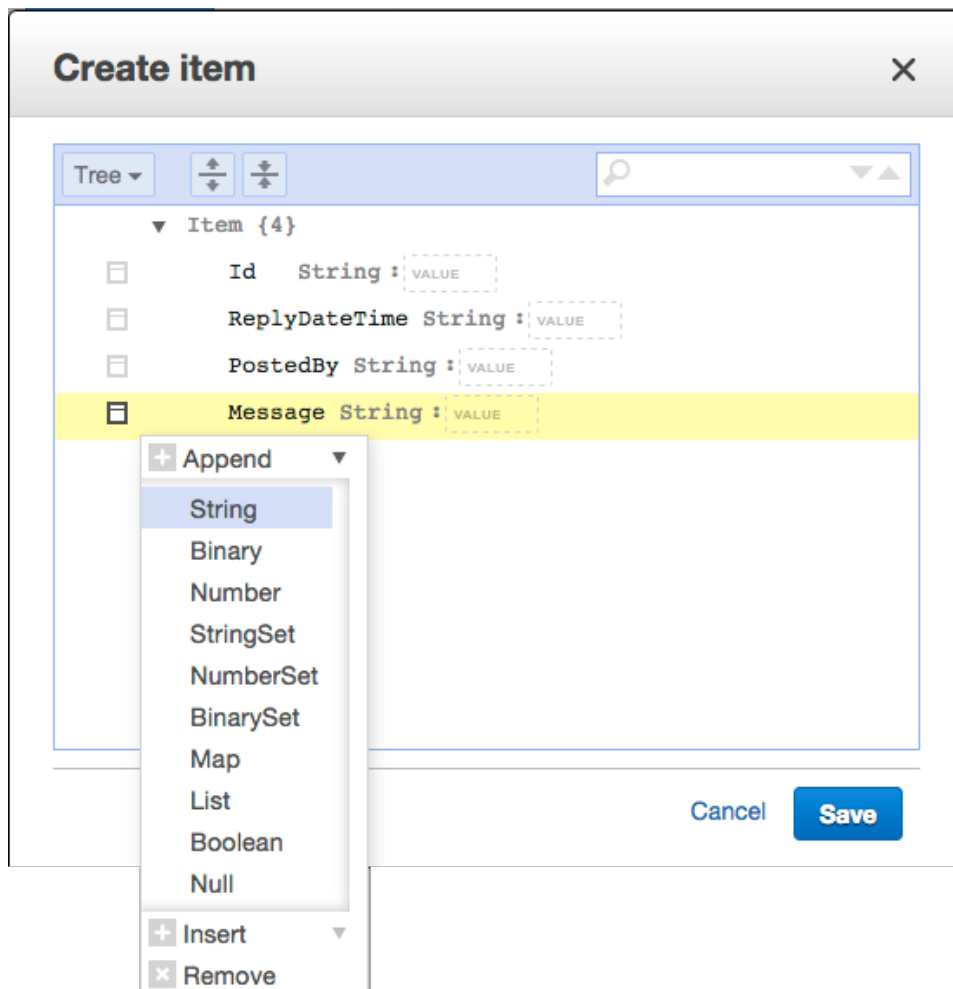 Create item
Tree
Item {4}
Id String : VALUE
ReplyDateTime String : VALUE
PostedBy String : VALUE
Message String : VALUE
Append
String
Binary
Number
StringSet
NumberSet
BinarySet
Map
List
Boolean
Null
Cancel Save
Insert
Remove